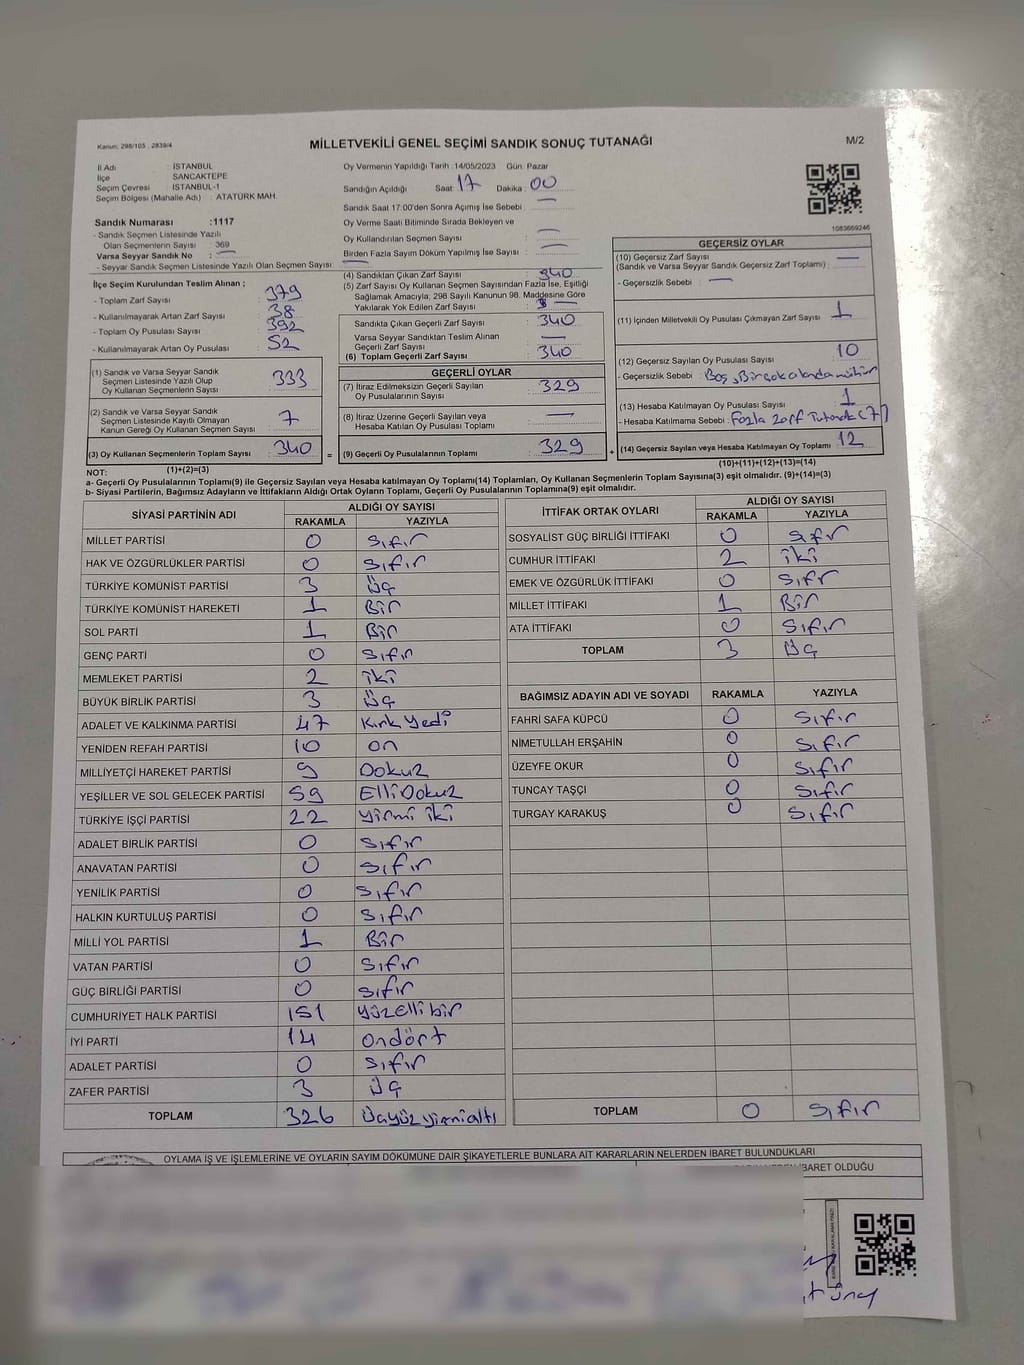 Kanun: 298/105 , 2839/4
MİLLETVEKİLİ GENEL SEÇİMİ SANDIK SONUÇ TUTANAĞI
M/2
İl Adı : İSTANBUL
İlçe : SANCAKTEPE
Seçim Çevresi : İSTANBUL-1
Seçim Bölgesi (Mahalle Adı) : ATATÜRK MAH.
Sandık Numarası :1117
- Sandık Seçmen Listesinde Yazılı
Olan Seçmenlerin Sayısı : 369
Varsa Seyyar Sandık No : —
- Seyyar Sandık Seçmen Listesinde Yazılı Olan Seçmen Sayısı: —
Oy Vermenin Yapıldığı Tarih :14/05/2023 Gün: Pazar
Sandığın Açıldığı Saat : 17 Dakika : 00
Sandık Saat 17:00'den Sonra Açımış İse Sebebi : —
Oy Verme Saati Bitiminde Sırada Bekleyen ve
Oy Kullandırılan Seçmen Sayısı : —
Birden Fazla Sayım Döküm Yapılmış İse Sayısı : —
1083669246
İlçe Seçim Kurulundan Teslim Alınan ;
- Toplam Zarf Sayısı : 379
- Kullanılmayarak Artan Zarf Sayısı : 38
- Toplam Oy Pusulası Sayısı : 392
- Kullanılmayarak Artan Oy Pusulası : 52
(1) Sandık ve Varsa Seyyar Sandık
Seçmen Listesinde Yazılı Olup
Oy Kullanan Seçmenlerin Sayısı : 333
(2) Sandık ve Varsa Seyyar Sandık
Seçmen Listesinde Kayıtlı Olmayan
Kanun Gereği Oy Kullanan Seçmen Sayısı : 7
(3) Oy Kullanan Seçmenlerin Toplam Sayısı : 340
(1)+(2)=(3)
(4) Sandıktan Çıkan Zarf Sayısı : 340
(5) Zarf Sayısı Oy Kullanan Seçmen Sayısından Fazla İse, Eşitliği
Sağlamak Amacıyla; 298 Sayılı Kanunun 98. Maddesine Göre
Yakılarak Yok Edilen Zarf Sayısı : —
Sandıkta Çıkan Geçerli Zarf Sayısı : 340
Varsa Seyyar Sandıktan Teslim Alınan
Geçerli Zarf Sayısı : —
(6) Toplam Geçerli Zarf Sayısı : 340
GEÇERLİ OYLAR
(7) İtiraz Edilmeksizin Geçerli Sayılan
Oy Pusulalarının Sayısı : 329
(8) İtiraz Üzerine Geçerli Sayılan veya
Hesaba Katılan Oy Pusulası Toplamı : —
= (9) Geçerli Oy Pusulalarının Toplamı : 329 +
GEÇERSİZ OYLAR
(10) Geçersiz Zarf Sayısı
(Sandık ve Varsa Seyyar Sandık Geçersiz Zarf Toplamı) : —
- Geçersizlik Sebebi : —
(11) İçinden Milletvekili Oy Pusulası Çıkmayan Zarf Sayısı : 1
(12) Geçersiz Sayılan Oy Pusulası Sayısı : 10
- Geçersizlik Sebebi : Boş, Birçok alanda mühür
(13) Hesaba Katılmayan Oy Pusulası Sayısı : 1
- Hesaba Katılmama Sebebi : Fazla zarf Tutanak (7)
(14) Geçersiz Sayılan veya Hesaba Katılmayan Oy Toplamı : 12
(10)+(11)+(12)+(13)=(14)
NOT:
a- Geçerli Oy Pusulalarının Toplamı(9) ile Geçersiz Sayılan veya Hesaba katılmayan Oy Toplamı(14) Toplamları, Oy Kullanan Seçmenlerin Toplam Sayısına(3) eşit olmalıdır. (9)+(14)=(3)
b- Siyasi Partilerin, Bağımsız Adayların ve İttifakların Aldığı Ortak Oyların Toplamı, Geçerli Oy Pusulalarının Toplamına(9) eşit olmalıdır.
SİYASİ PARTİNİN ADI ALDIĞI OY SAYISI
RAKAMLA YAZIYLA
MİLLET PARTİSİ 0 Sıfır
HAK VE ÖZGÜRLÜKLER PARTİSİ 0 Sıfır
TÜRKİYE KOMÜNİST PARTİSİ 3 Üç
TÜRKİYE KOMÜNİST HAREKETİ 1 Bir
SOL PARTİ 1 Bir
GENÇ PARTİ 0 Sıfır
MEMLEKET PARTİSİ 2 iki
BÜYÜK BİRLİK PARTİSİ 3 Üç
ADALET VE KALKINMA PARTİSİ 47 Kırk yedi
YENİDEN REFAH PARTİSİ 10 on
MİLLİYETÇİ HAREKET PARTİSİ 9 Dokuz
YEŞİLLER VE SOL GELECEK PARTİSİ 59 Elli Dokuz
TÜRKİYE İŞÇİ PARTİSİ 22 yirmi iki
ADALET BİRLİK PARTİSİ 0 Sıfır
ANAVATAN PARTİSİ 0 Sıfır
YENİLİK PARTİSİ 0 Sıfır
HALKIN KURTULUŞ PARTİSİ 0 Sıfır
MİLLİ YOL PARTİSİ 1 Bir
VATAN PARTİSİ 0 Sıfır
GÜÇ BİRLİĞİ PARTİSİ 0 Sıfır
CUMHURİYET HALK PARTİSİ 151 yüzellibir
İYİ PARTİ 14 ondört
ADALET PARTİSİ 0 Sıfır
ZAFER PARTİSİ 3 Üç
TOPLAM 326 Üçyüzyirmialtı
İTTİFAK ORTAK OYLARI ALDIĞI OY SAYISI
RAKAMLA YAZIYLA
SOSYALİST GÜÇ BİRLİĞİ İTTİFAKI 0 Sıfır
CUMHUR İTTİFAKI 2 iki
EMEK VE ÖZGÜRLÜK İTTİFAKI 0 Sıfır
MİLLET İTTİFAKI 1 Bir
ATA İTTİFAKI 0 Sıfır
TOPLAM 3 Üç
BAĞIMSIZ ADAYIN ADI VE SOYADI RAKAMLA YAZIYLA
FAHRİ SAFA KÜPCÜ 0 Sıfır
NİMETULLAH ERŞAHİN 0 Sıfır
ÜZEYFE OKUR 0 Sıfır
TUNCAY TAŞÇI 0 Sıfır
TURGAY KARAKUŞ 0 Sıfır
TOPLAM 0 Sıfır
OYLAMA İŞ VE İŞLEMLERİNE VE OYLARIN SAYIM DÖKÜMÜNE DAİR ŞİKAYETLERLE BUNLARA AİT KARARLARIN NELERDEN İBARET BULUNDUKLARI
İBARET OLDUĞU